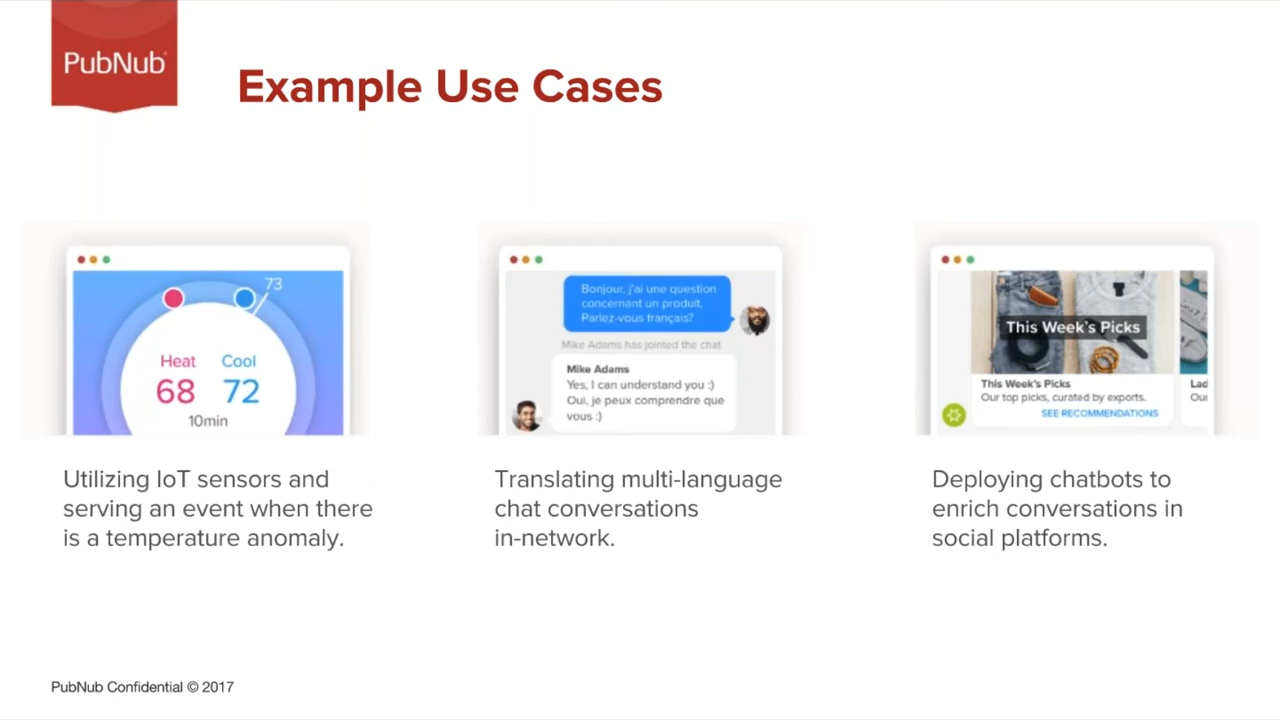 PubNub
Example Use Cases
73
Heat Cool
68 72
10min
Utilizing IoT sensors and
serving an event when there
is a temperature anomaly.
Bonjour, j'ai une question
concernant un produit,
Parlez-vous français?
Mike Adams has jointed the chat
Mike Adams
Yes, I can understand you :)
Oui, je peux comprendre que
vous :)
Translating multi-language
chat conversations
in-network.
This Week's Picks
This Week's Picks
Our top picks, curated by exports.
SEE RECOMMENDATIONS
Lad
Deploying chatbots to
enrich conversations in
social platforms.
PubNub Confidential © 2017